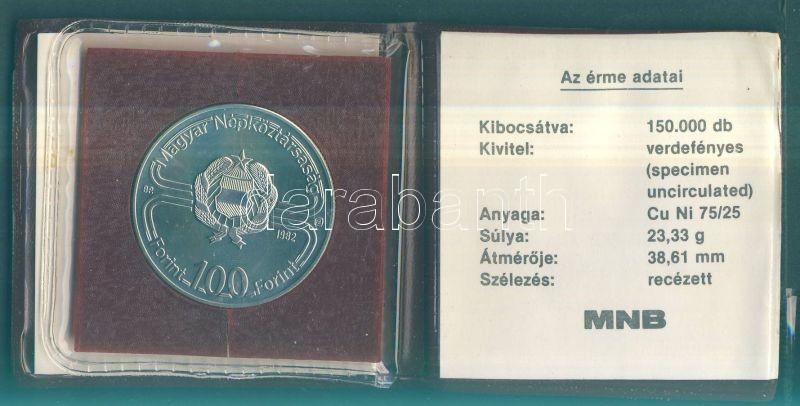 Magyar Népköztársaság
BP.
1982
Forint 100 Forint
darabanth
Az érme adatai
Kibocsátva: 150.000 db
Kivitel: verdefényes
(specimen
uncirculated)
Anyaga: Cu Ni 75/25
Súlya: 23,33 g
Átmérője: 38,61 mm
Szélezés: recézett
MNB